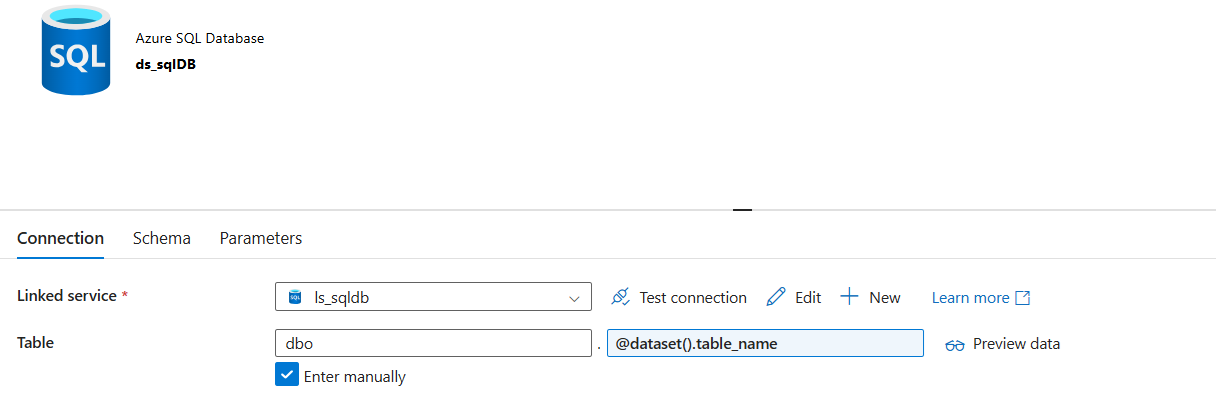 SQL
Azure SQL Database
ds_sqlDB
Connection Schema Parameters
Linked service * SQL ls_sqldb Test connection Edit New Learn more
Table dbo . @dataset().table_name Preview data
Enter manually